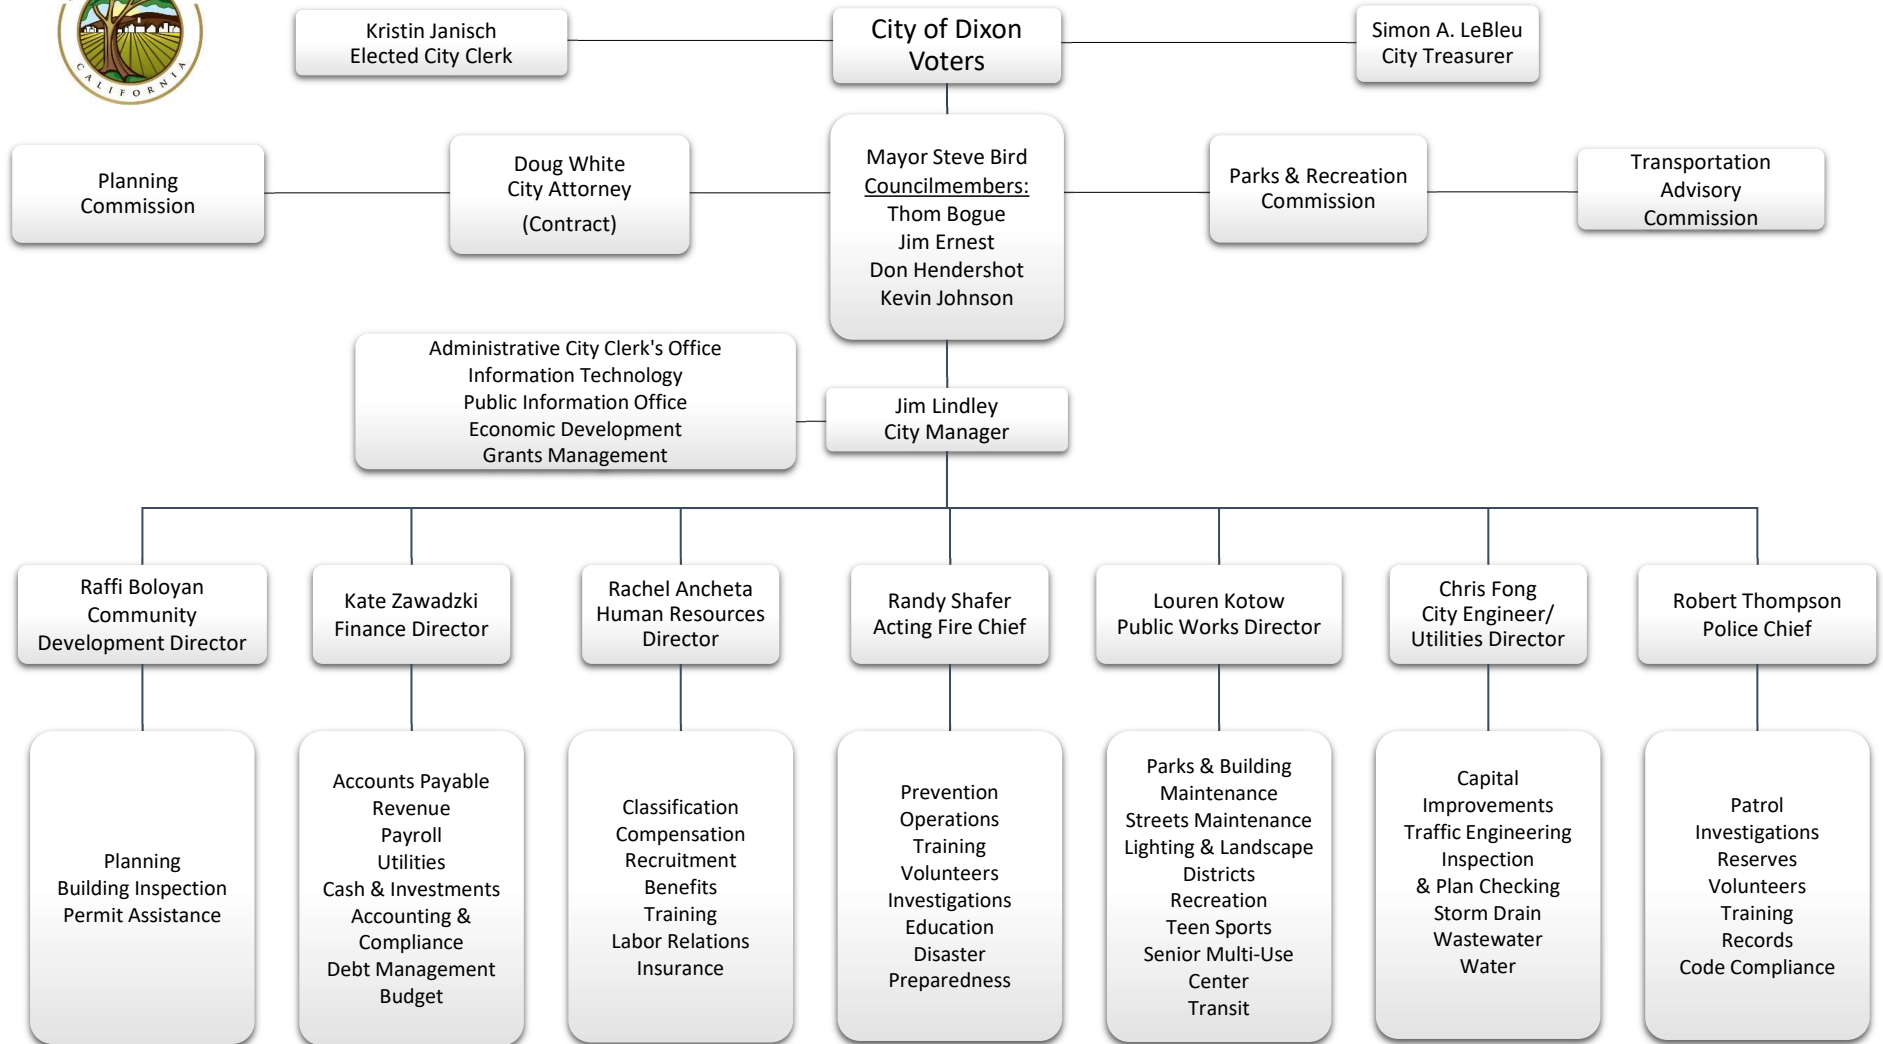 CALIFORNIA
Kristin Janisch
Elected City Clerk
City of Dixon
Voters
Simon A. LeBleu
City Treasurer
Planning
Commission
Doug White
City Attorney
(Contract)
Mayor Steve Bird
Councilmembers:
Thom Bogue
Jim Ernest
Don Hendershot
Kevin Johnson
Parks & Recreation
Commission
Transportation
Advisory
Commission
Administrative City Clerk's Office
Information Technology
Public Information Office
Economic Development
Grants Management
Jim Lindley
City Manager
Raffi Boloyan
Community
Development Director
Kate Zawadzki
Finance Director
Rachel Ancheta
Human Resources
Director
Randy Shafer
Acting Fire Chief
Louren Kotow
Public Works Director
Chris Fong
City Engineer/
Utilities Director
Robert Thompson
Police Chief
Planning
Building Inspection
Permit Assistance
Accounts Payable
Revenue
Payroll
Utilities
Cash & Investments
Accounting &
Compliance
Debt Management
Budget
Classification
Compensation
Recruitment
Benefits
Training
Labor Relations
Insurance
Prevention
Operations
Training
Volunteers
Investigations
Education
Disaster
Preparedness
Parks & Building
Maintenance
Streets Maintenance
Lighting & Landscape
Districts
Recreation
Teen Sports
Senior Multi-Use
Center
Transit
Capital
Improvements
Traffic Engineering
Inspection
& Plan Checking
Storm Drain
Wastewater
Water
Patrol
Investigations
Reserves
Volunteers
Training
Records
Code Compliance